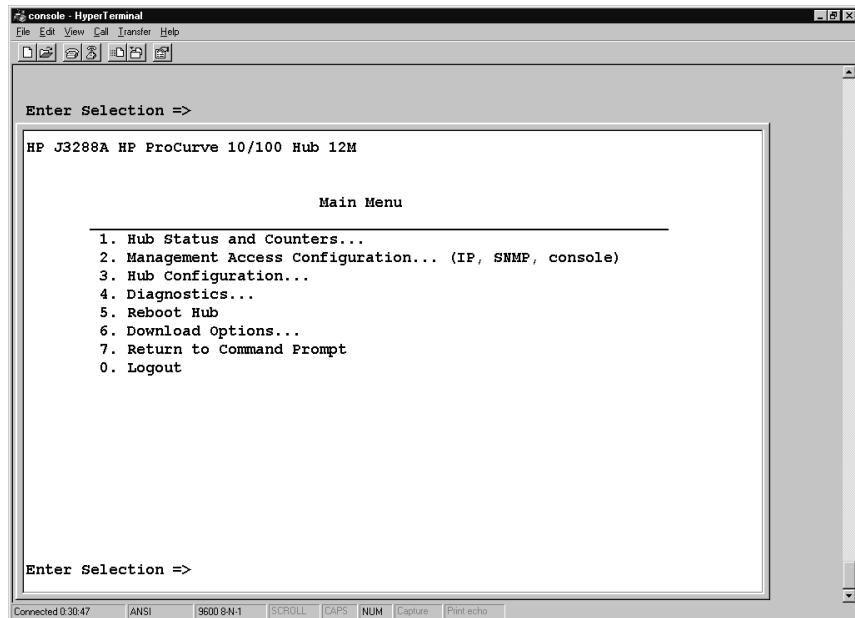 console - HyperTerminal
File Edit View Call Transfer Help
Enter Selection =>
HP J3288A HP ProCurve 10/100 Hub 12M
Main Menu
1. Hub Status and Counters...
2. Management Access Configuration... (IP, SNMP, console)
3. Hub Configuration...
4. Diagnostics...
5. Reboot Hub
6. Download Options...
7. Return to Command Prompt
0. Logout
Enter Selection =>
Connected 0:30:47 ANSI 9600 8-N-1 SCROLL CAPS NUM Capture Print echo